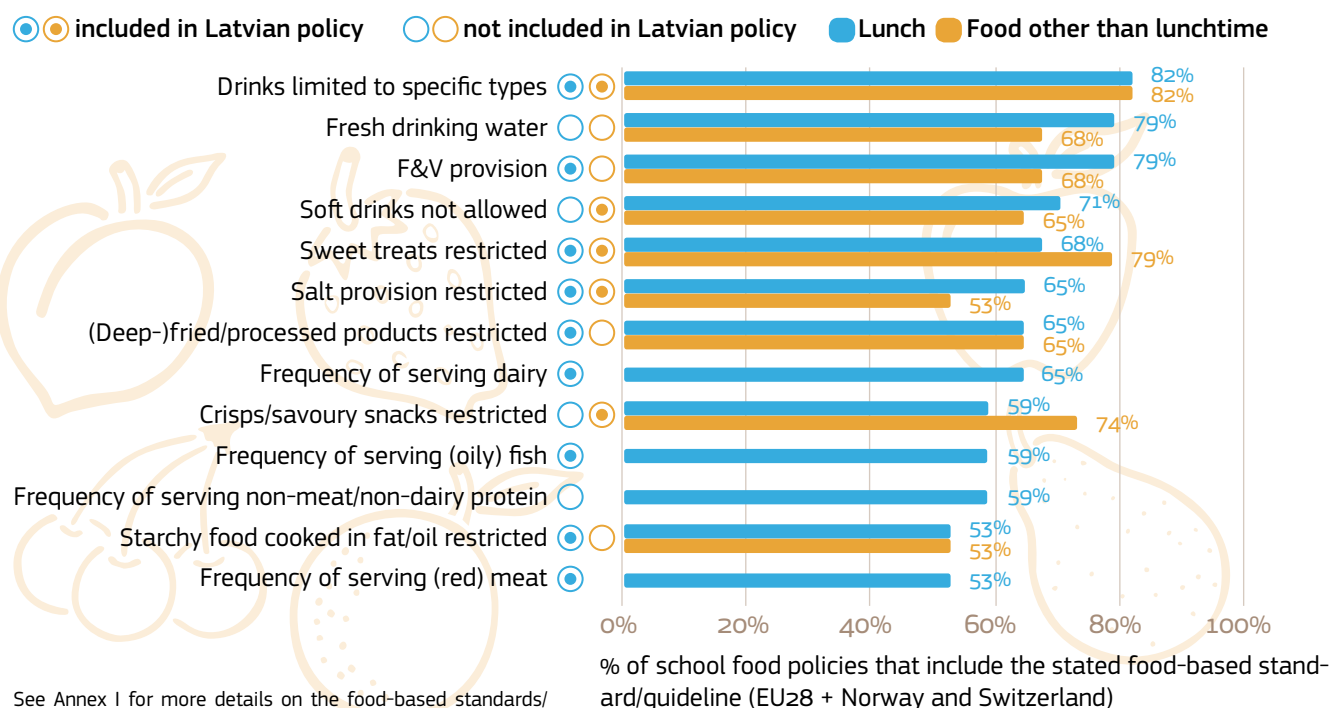 included in Latvian policy not included in Latvian policy Lunch Food other than lunchtime
Drinks limited to specific types 82%
82%
Fresh drinking water 79%
68%
F&V provision 79%
68%
Soft drinks not allowed 71%
65%
Sweet treats restricted 68%
79%
Salt provision restricted 65%
53%
(Deep-)fried/processed products restricted 65%
65%
Frequency of serving dairy 65%
Crisps/savoury snacks restricted 59%
74%
Frequency of serving (oily) fish 59%
Frequency of serving non-meat/non-dairy protein 59%
Starchy food cooked in fat/oil restricted 53%
53%
Frequency of serving (red) meat 53%
0% 20% 40% 60% 80% 100%
% of school food policies that include the stated food-based stand-
ard/guideline (EU28 + Norway and Switzerland)
See Annex I for more details on the food-based standards/